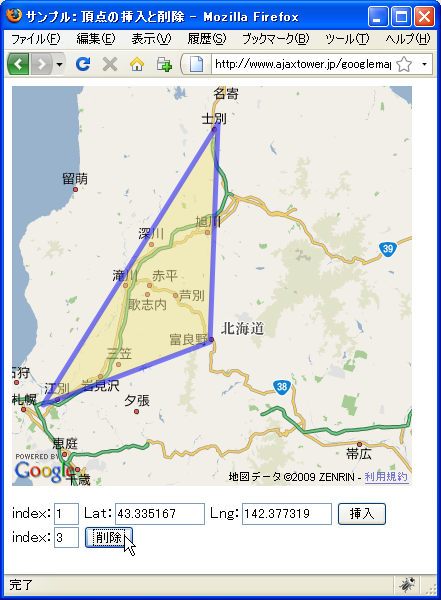 サンプル: 頂点の挿入と削除 - Mozilla Firefox
ファイル(F) 編集(E) 表示(V) 履歴(S) ブックマーク(B) ツール(T) ヘルプ(H)
http://www.ajaxtower.jp/googlemap
名寄
士別
留萌
旭川
深川
39
滝川 赤平
芦別
歌志内
北海道
富良野
三笠
石狩
江別 岩見沢
38
札幌
夕張
恵庭
帯広
POWERED BY
Google
千歳
地図データ ©2009 ZENRIN - 利用規約
index: 1 Lat: 43.335167 Lng: 142.377319 挿入
index: 3 削除
完了